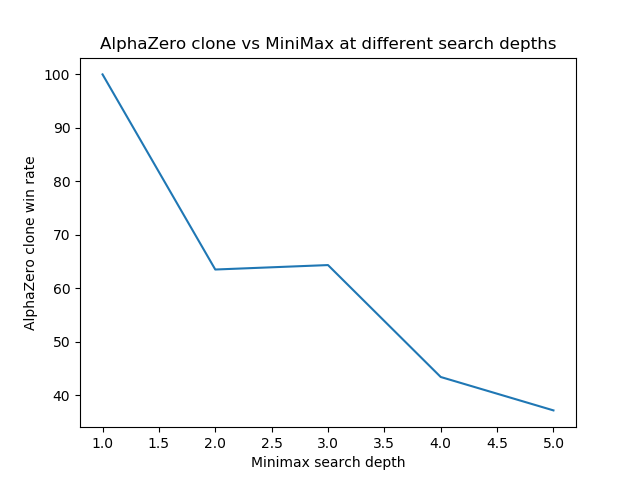 AlphaZero clone vs MiniMax at different search depths
100
90
80
70
60
50
40
AlphaZero clone win rate
1.0 1.5 2.0 2.5 3.0 3.5 4.0 4.5 5.0
Minimax search depth